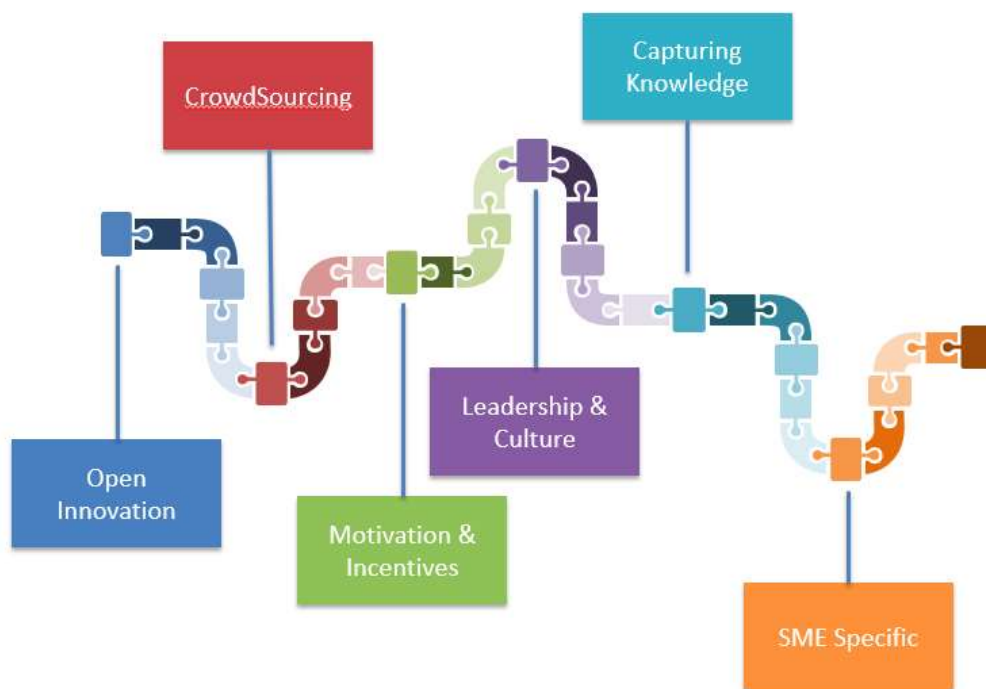 CrowdSourcing
Capturing
Knowledge
Open
Innovation
Motivation &
Incentives
Leadership &
Culture
SME Specific